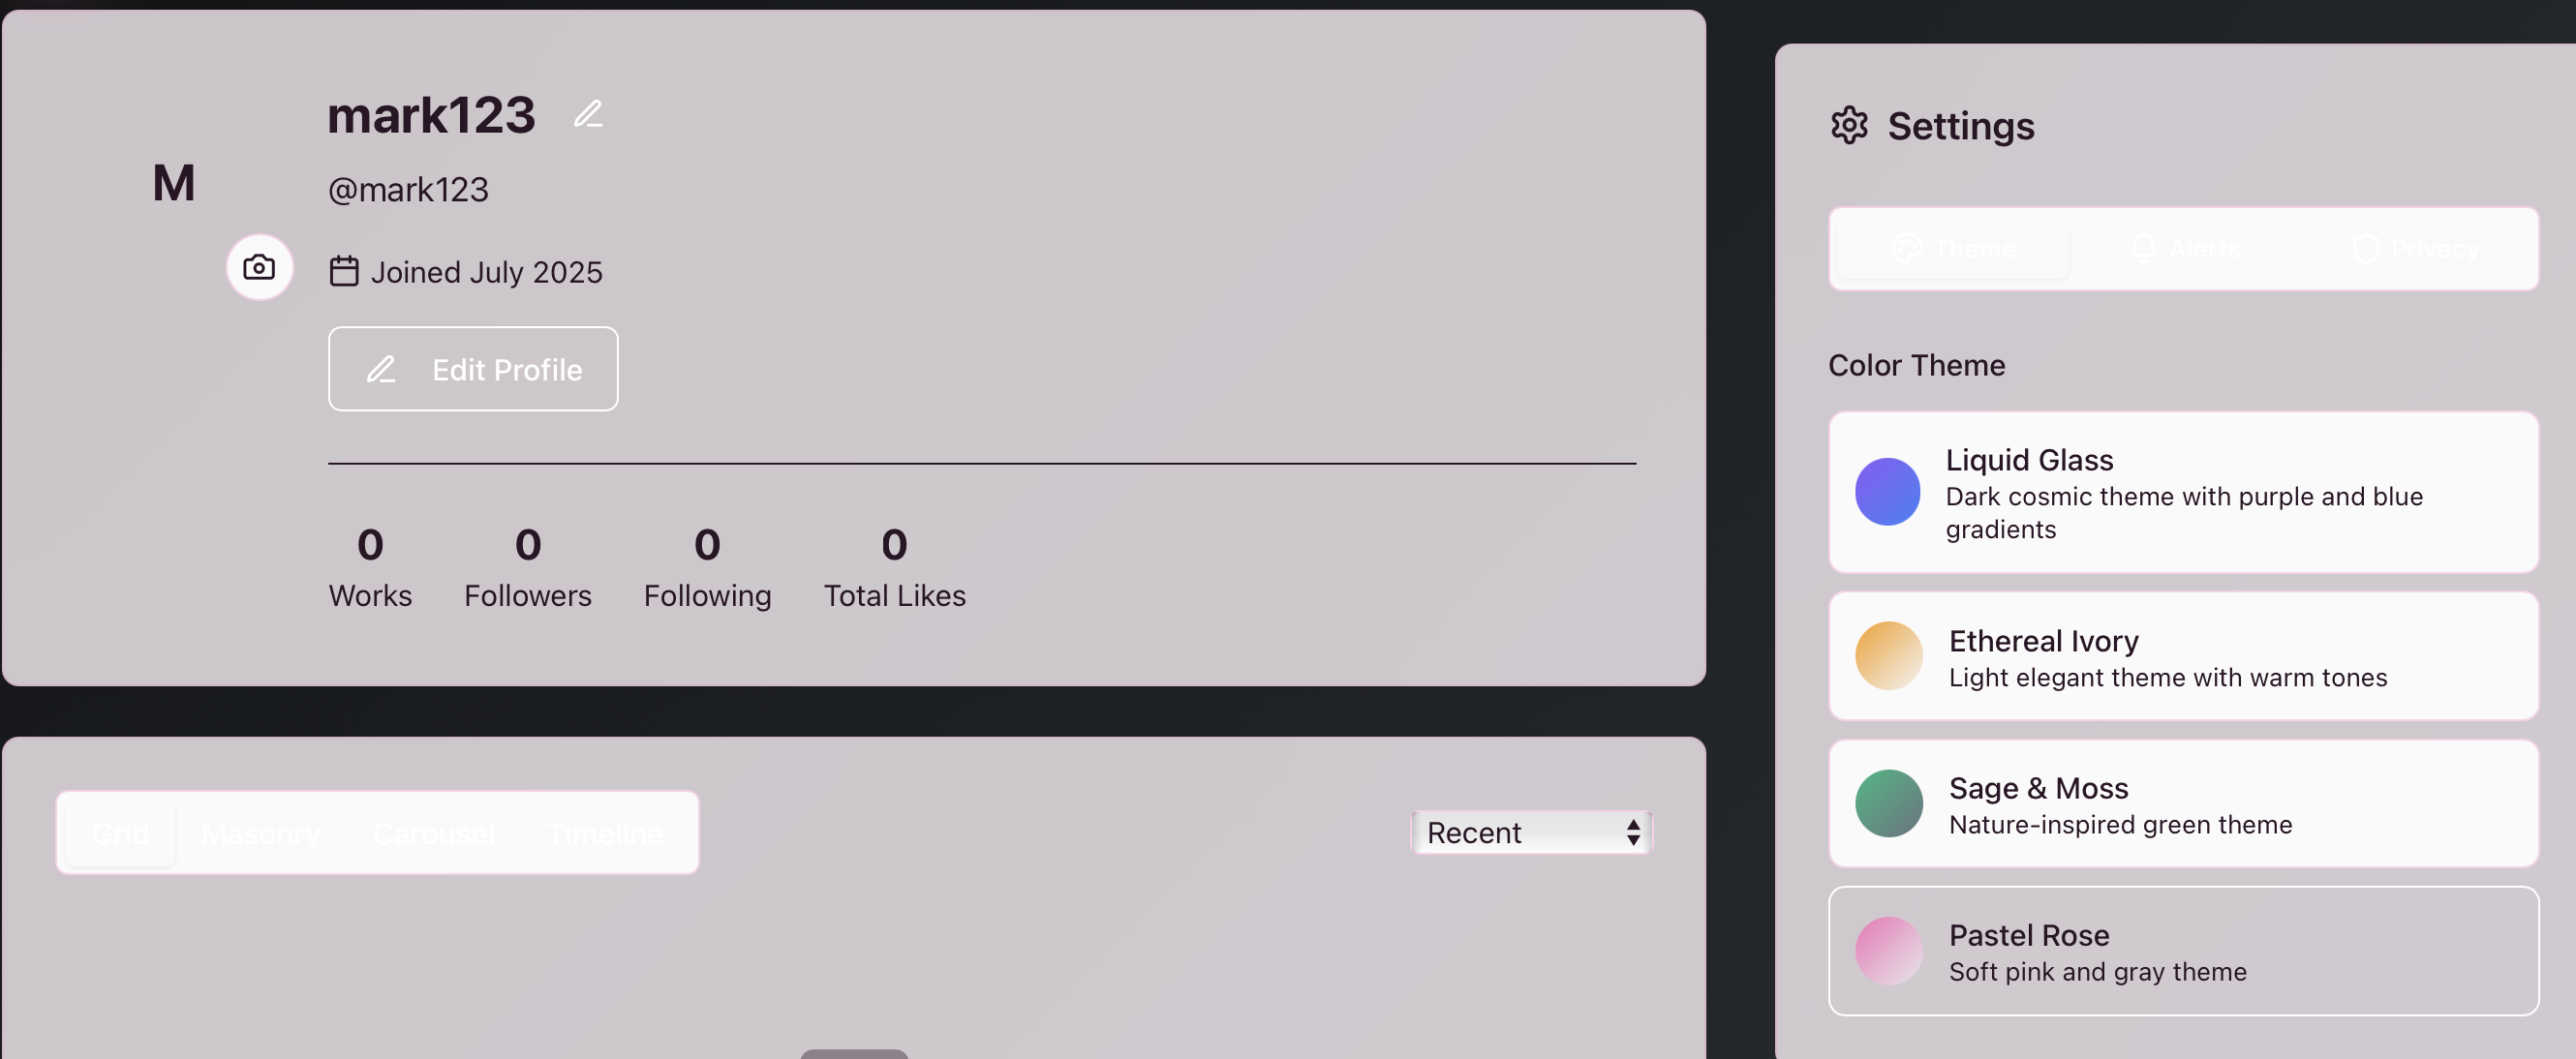 mark123
M
@mark123
Joined July 2025
Edit Profile
0 0 0 0
Works Followers Following Total Likes
Grid Masonry Carousel Timeline
Recent
Settings
Theme Alerts Privacy
Color Theme
Liquid Glass
Dark cosmic theme with purple and blue
gradients
Ethereal Ivory
Light elegant theme with warm tones
Sage & Moss
Nature-inspired green theme
Pastel Rose
Soft pink and gray theme